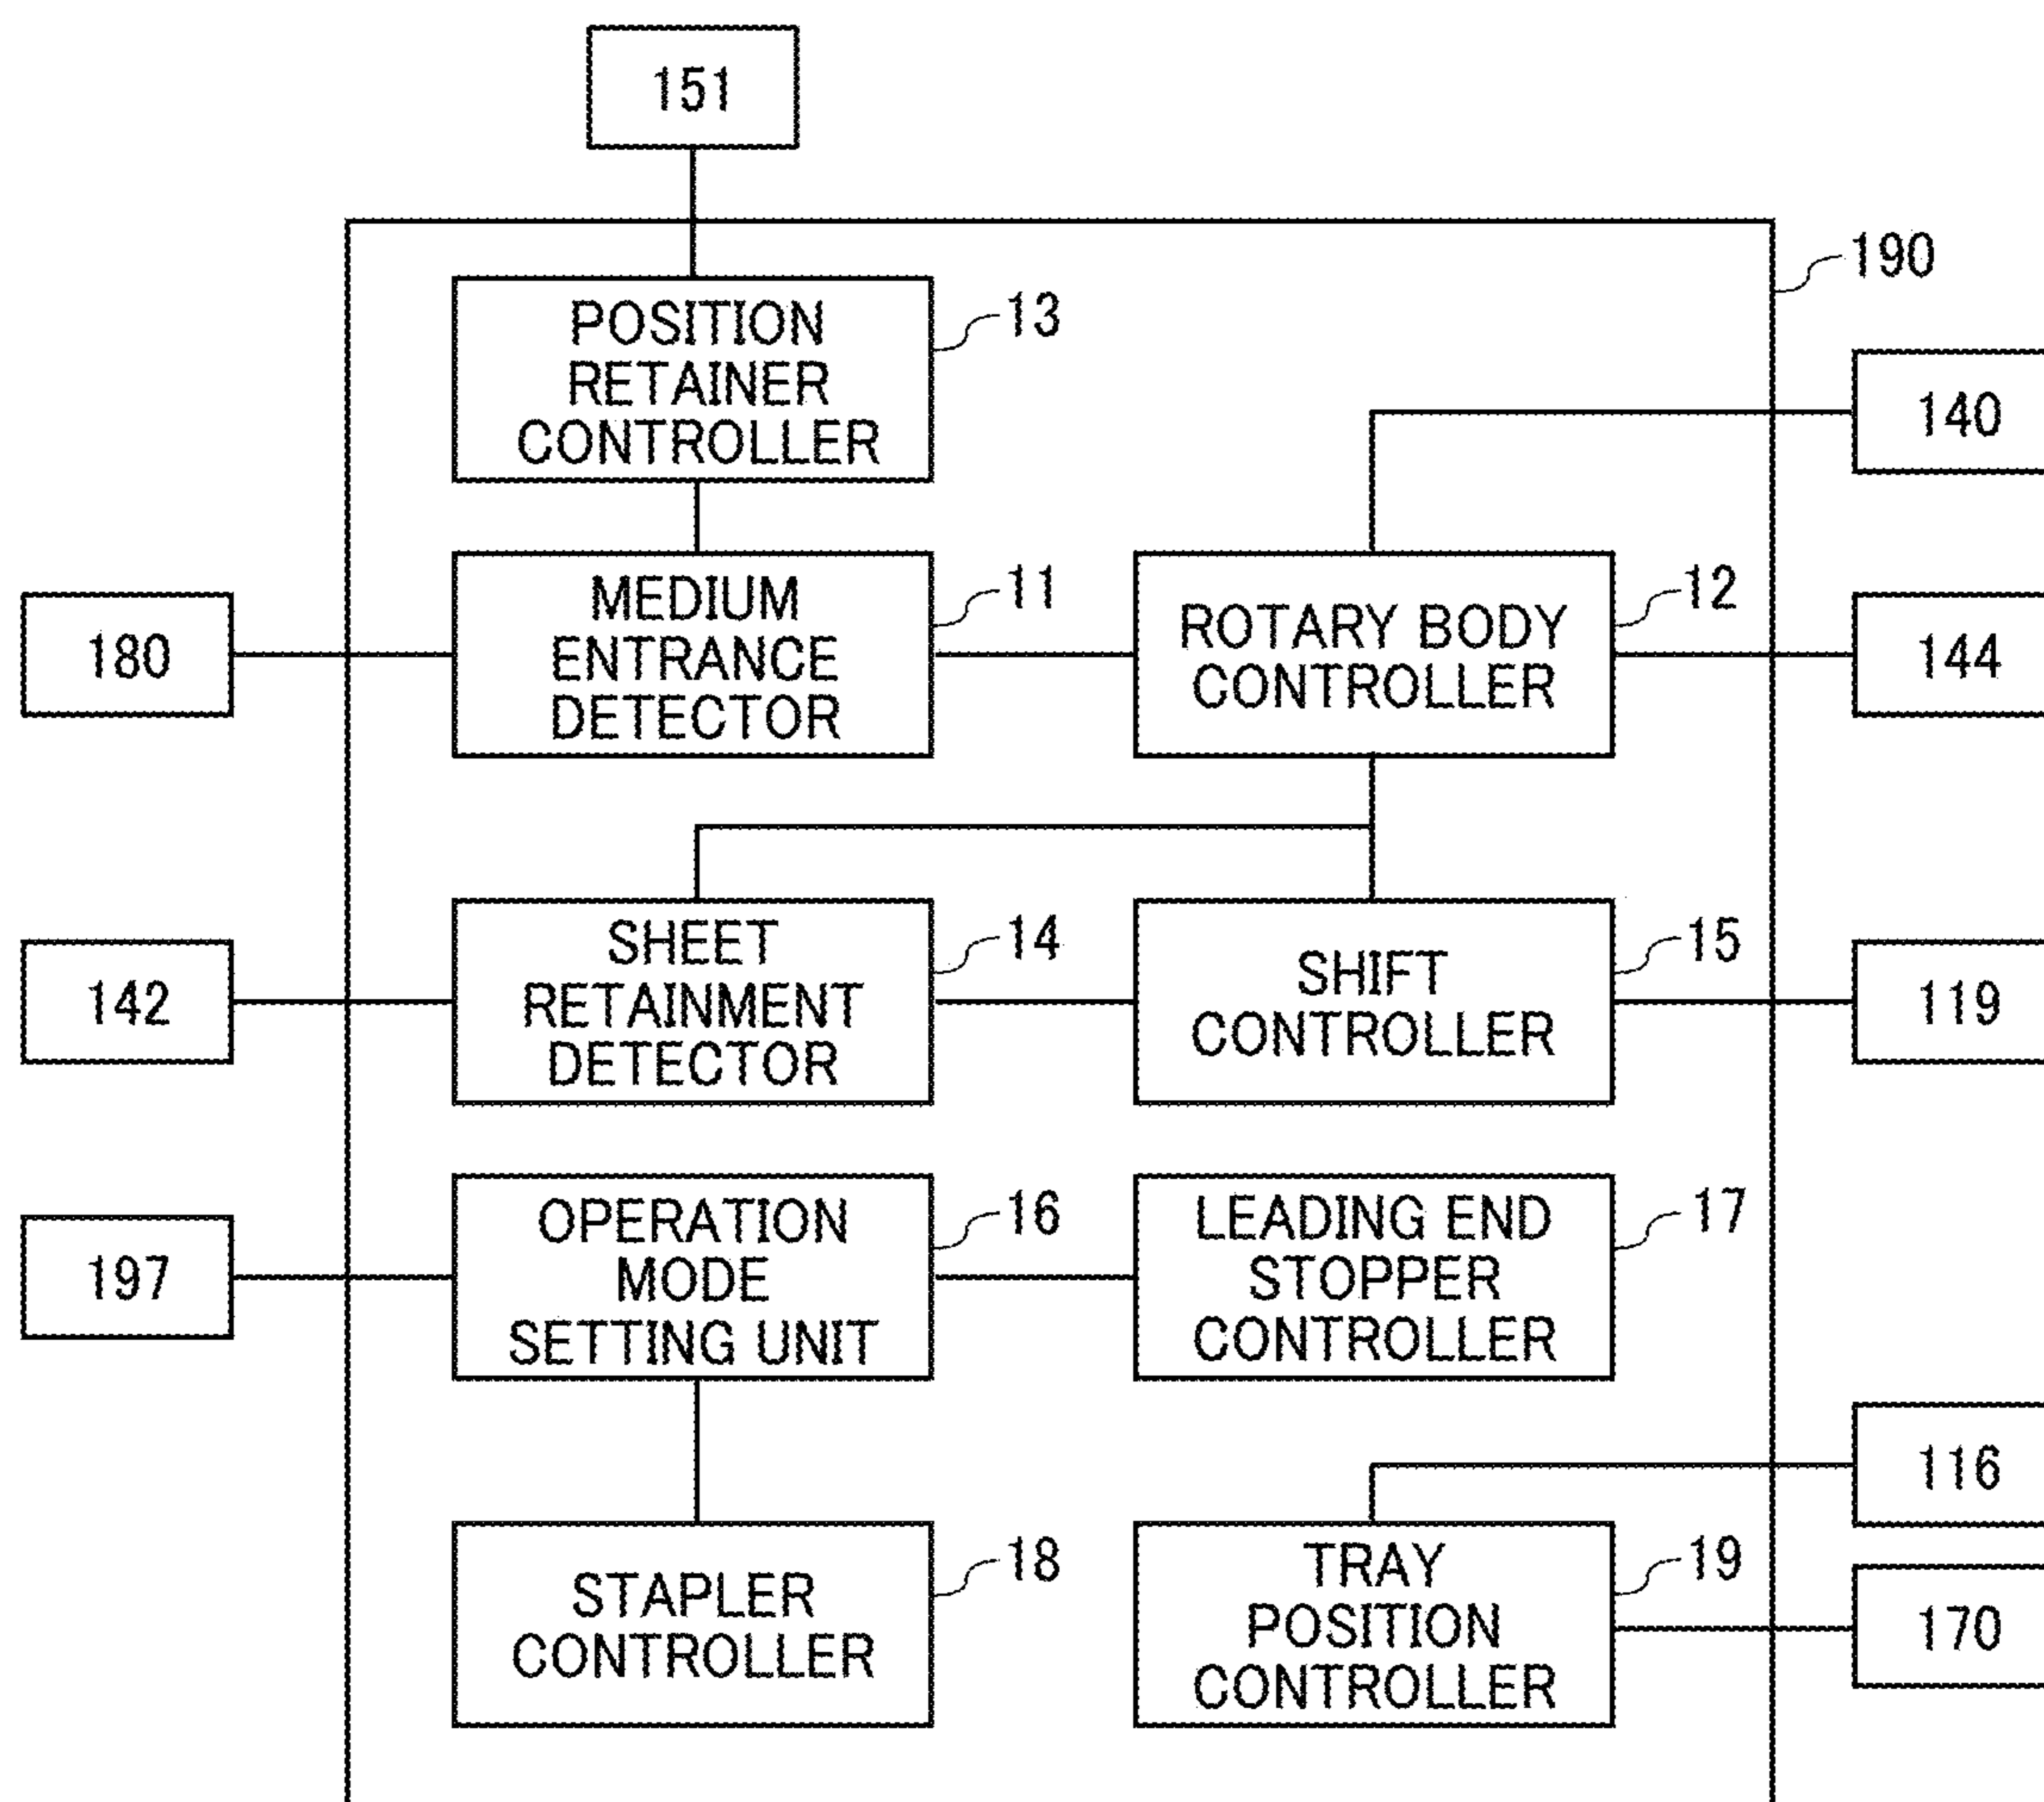 151
190
POSITION
RETAINER
CONTROLLER
13
140
MEDIUM
ENTRANCE
DETECTOR
11
ROTARY BODY
CONTROLLER
12
180
144
SHEET
RETAINMENT
DETECTOR
14
SHIFT
CONTROLLER
15
142
119
OPERATION
MODE
SETTING UNIT
16
LEADING END
STOPPER
CONTROLLER
17
197
116
STAPLER
CONTROLLER
18
TRAY
POSITION
CONTROLLER
19
170